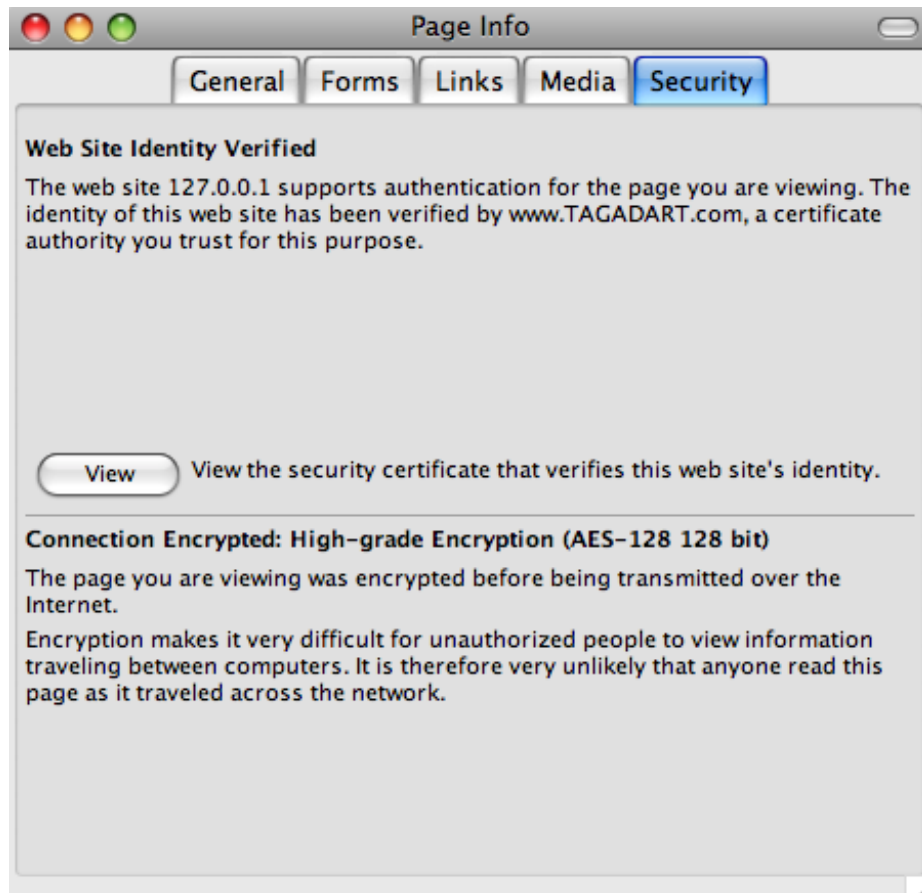 Page Info
General Forms Links Media Security
Web Site Identity Verified
The web site 127.0.0.1 supports authentication for the page you are viewing. The
identity of this web site has been verified by www.TAGADART.com, a certificate
authority you trust for this purpose.
View View the security certificate that verifies this web site's identity.
Connection Encrypted: High-grade Encryption (AES-128 128 bit)
The page you are viewing was encrypted before being transmitted over the
Internet.
Encryption makes it very difficult for unauthorized people to view information
traveling between computers. It is therefore very unlikely that anyone read this
page as it traveled across the network.